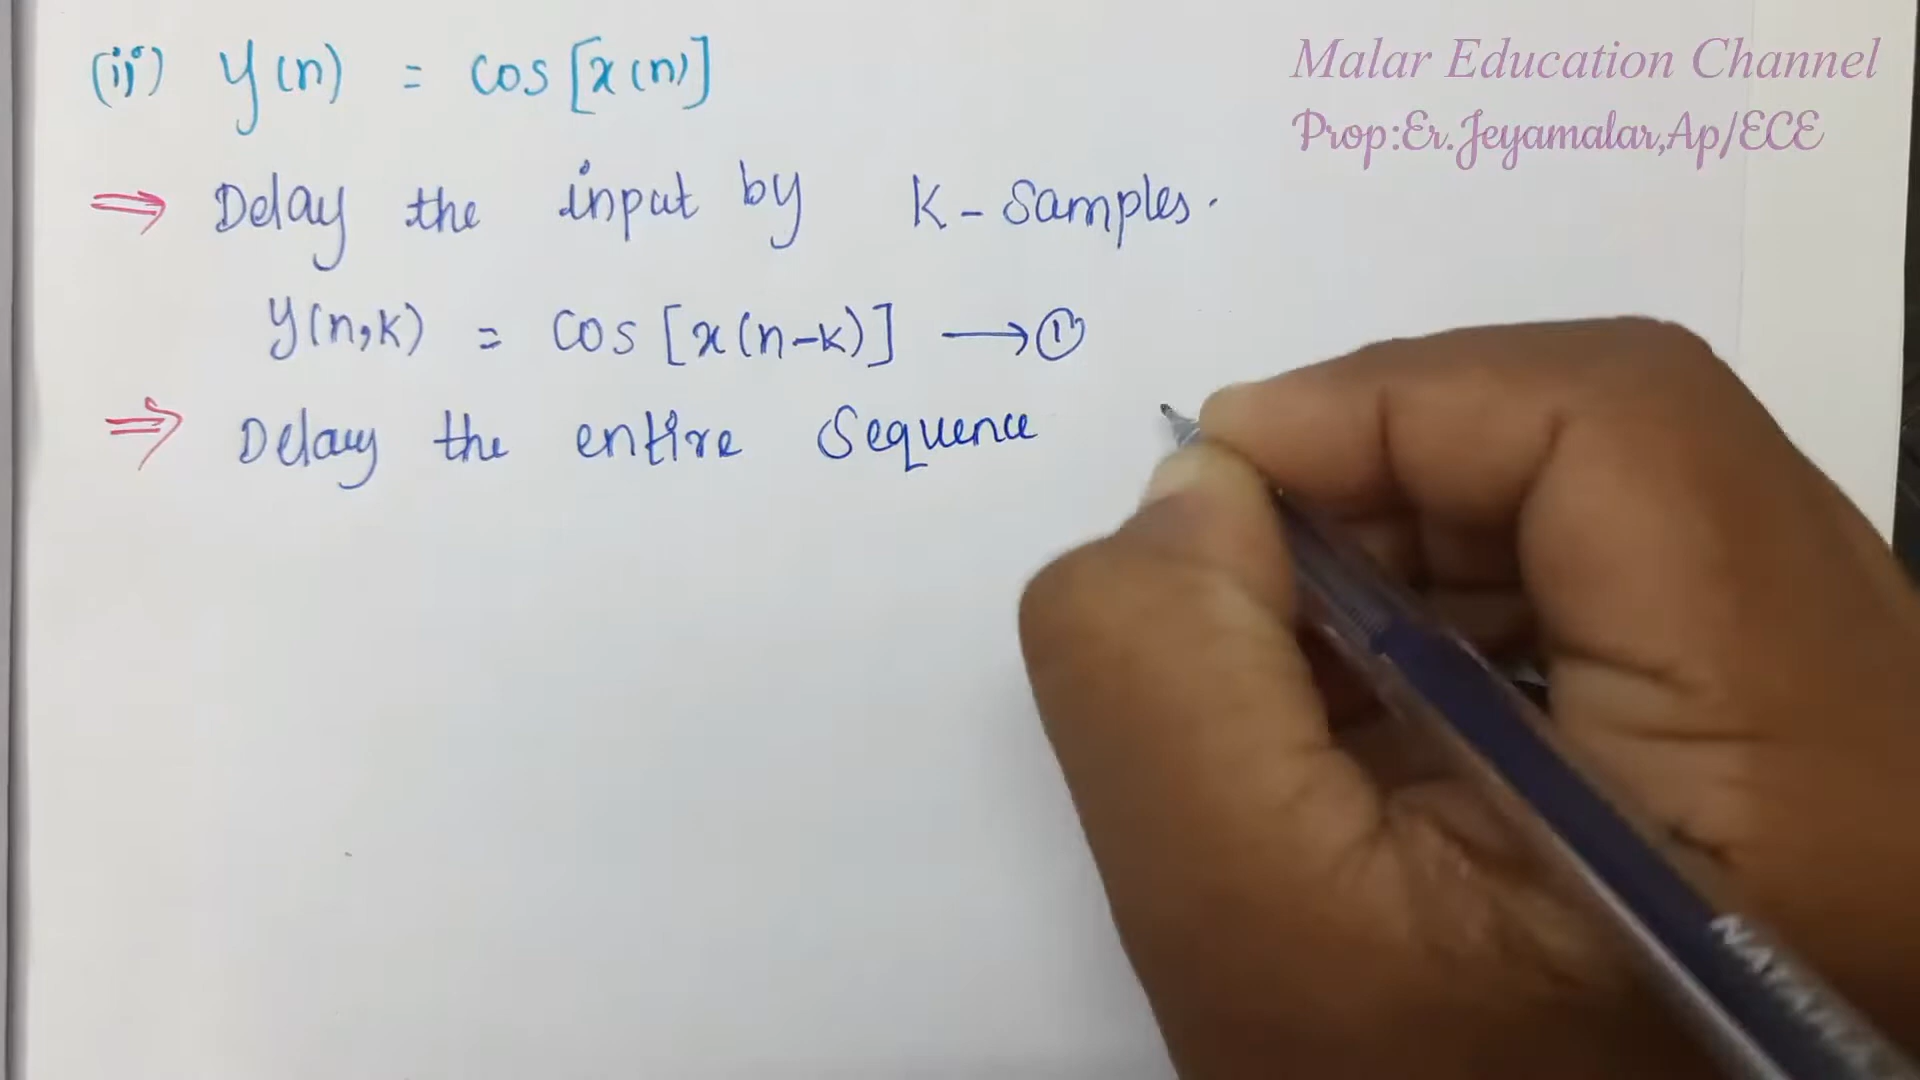 (ii) y(n) = cos[x(n)]
Malar Education Channel
Prop:Er.Jeyamalar,Ap/ECE
⇒ Delay the input by K-Samples.
y(n,k) = cos[x(n-k)] → ①
⇒ Delay the entire Sequence